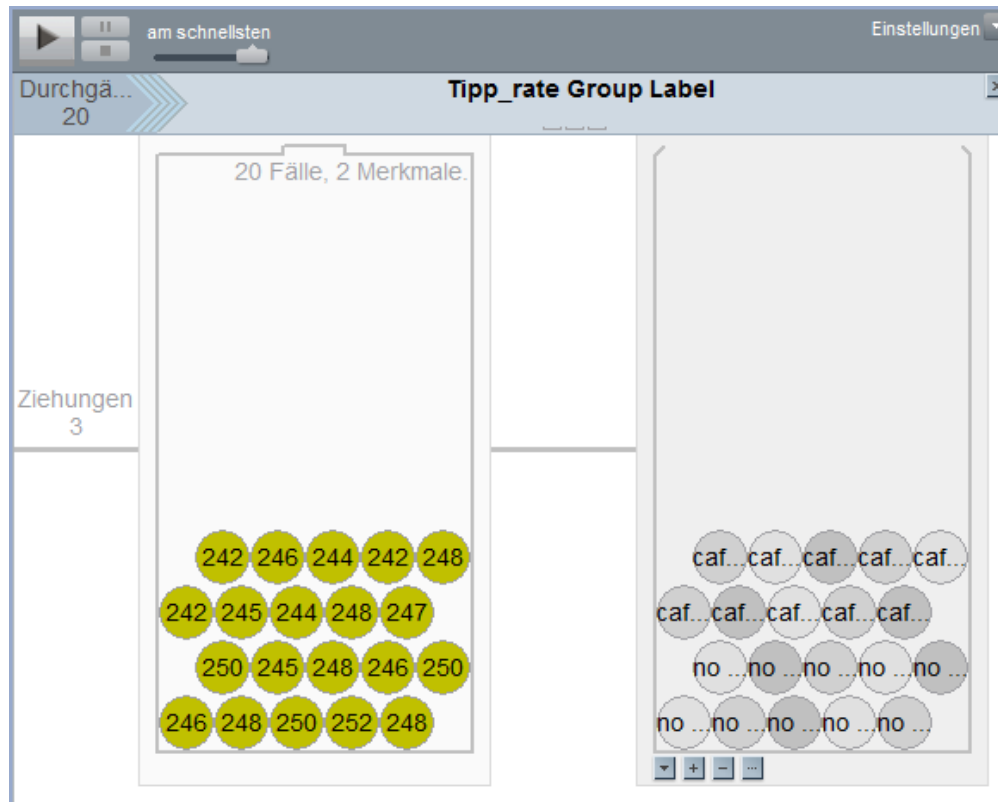 am schnellsten
Einstellungen
Durchgä...
20
Tipp_rate Group Label
20 Fälle, 2 Merkmale.
Ziehungen
3
242 246 244 242 248
242 245 244 248 247
250 245 248 246 250
246 248 250 252 248
caf... caf... caf... caf... caf...
caf... caf... caf... caf... caf...
no ... no ... no ... no ... no ...
no ... no ... no ... no ... no ...